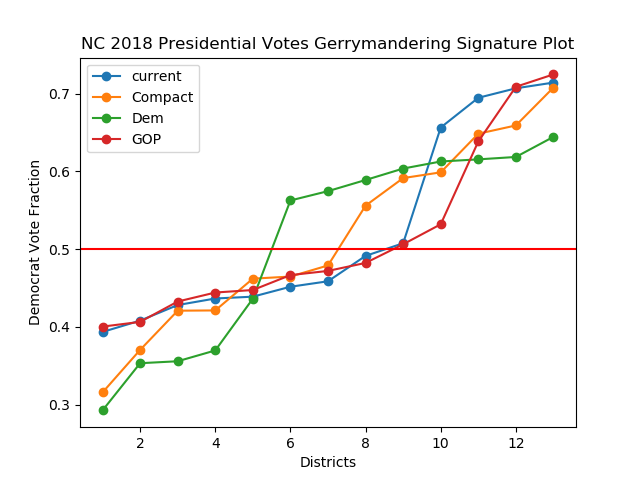 NC 2018 Presidential Votes Gerrymandering Signature Plot
current
Compact
Dem
GOP
Democrat Vote Fraction
0.7
0.6
0.5
0.4
0.3
2 4 6 8 10 12
Districts